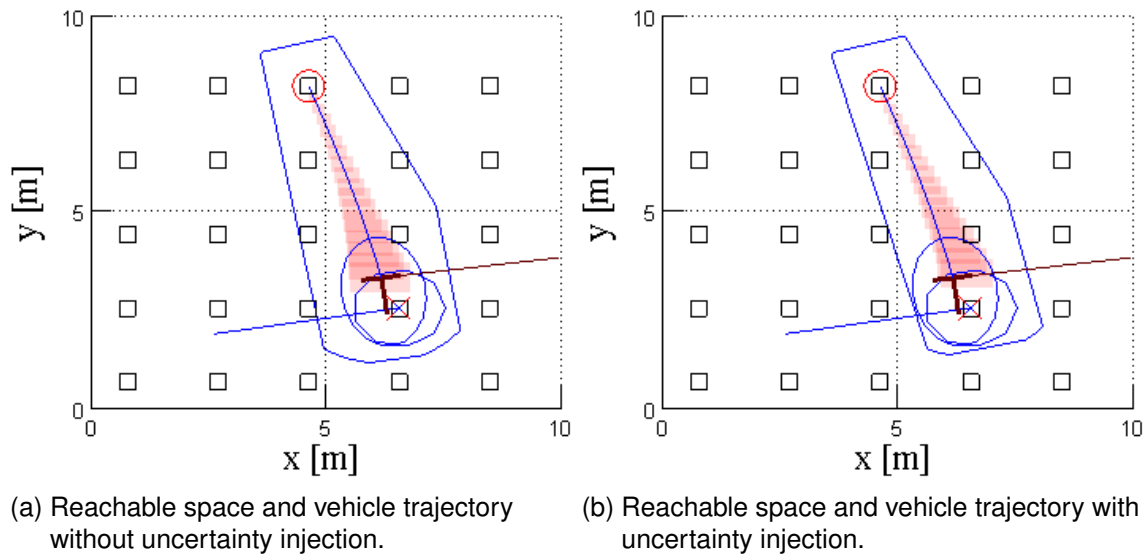 10
5
0
y [m]
0
5
10
x [m]
10
5
0
y [m]
0
5
10
x [m]
(a) Reachable space and vehicle trajectory
without uncertainty injection.
(b) Reachable space and vehicle trajectory with
uncertainty injection.